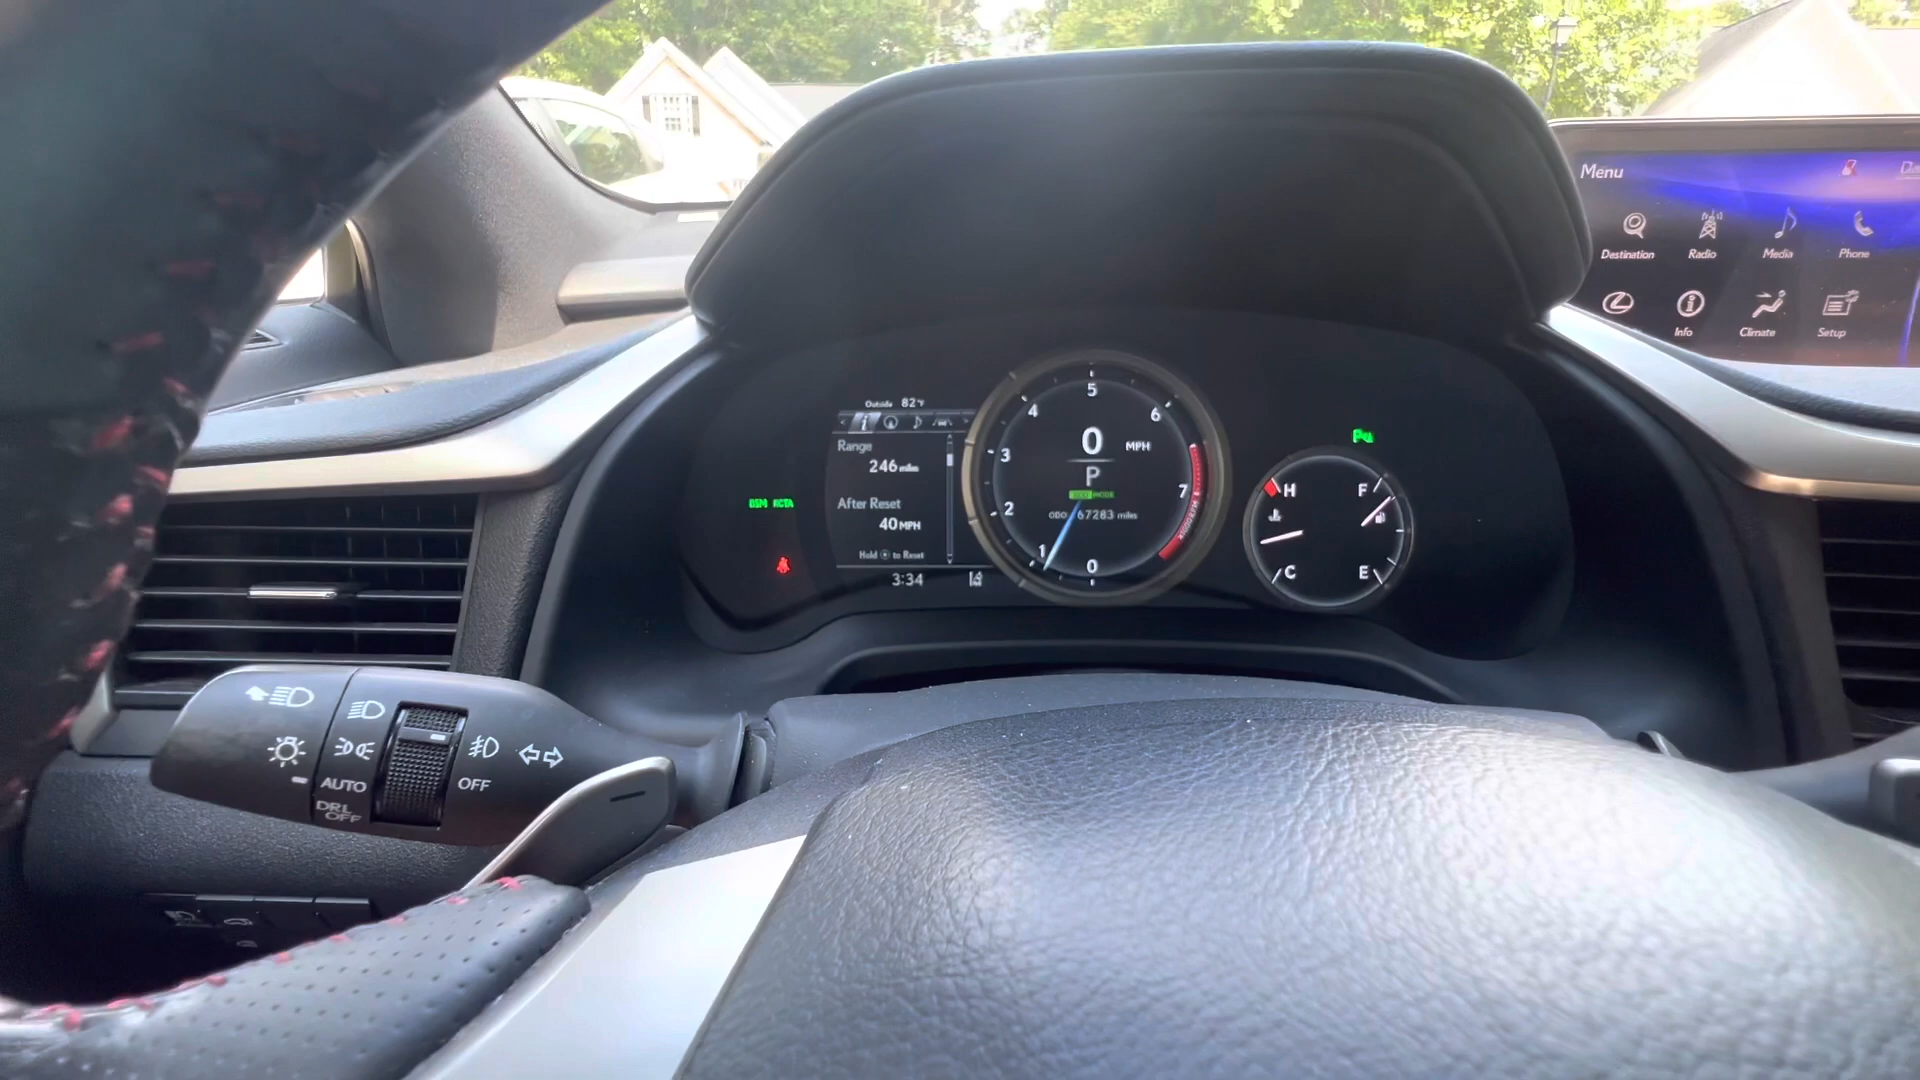 Menu
Destination
Radio
Media
Phone
Info
Climate
Setup
Outside 82°F
Range
246 miles
After Reset
40 MPH
Hold to Reset
3:34
BSM RCTA
5
4
6
3
7
2
1
0
0 MPH
P
ECO MODE
ODO 67283 miles
H
C
F
E
AUTO
DRL
OFF
OFF